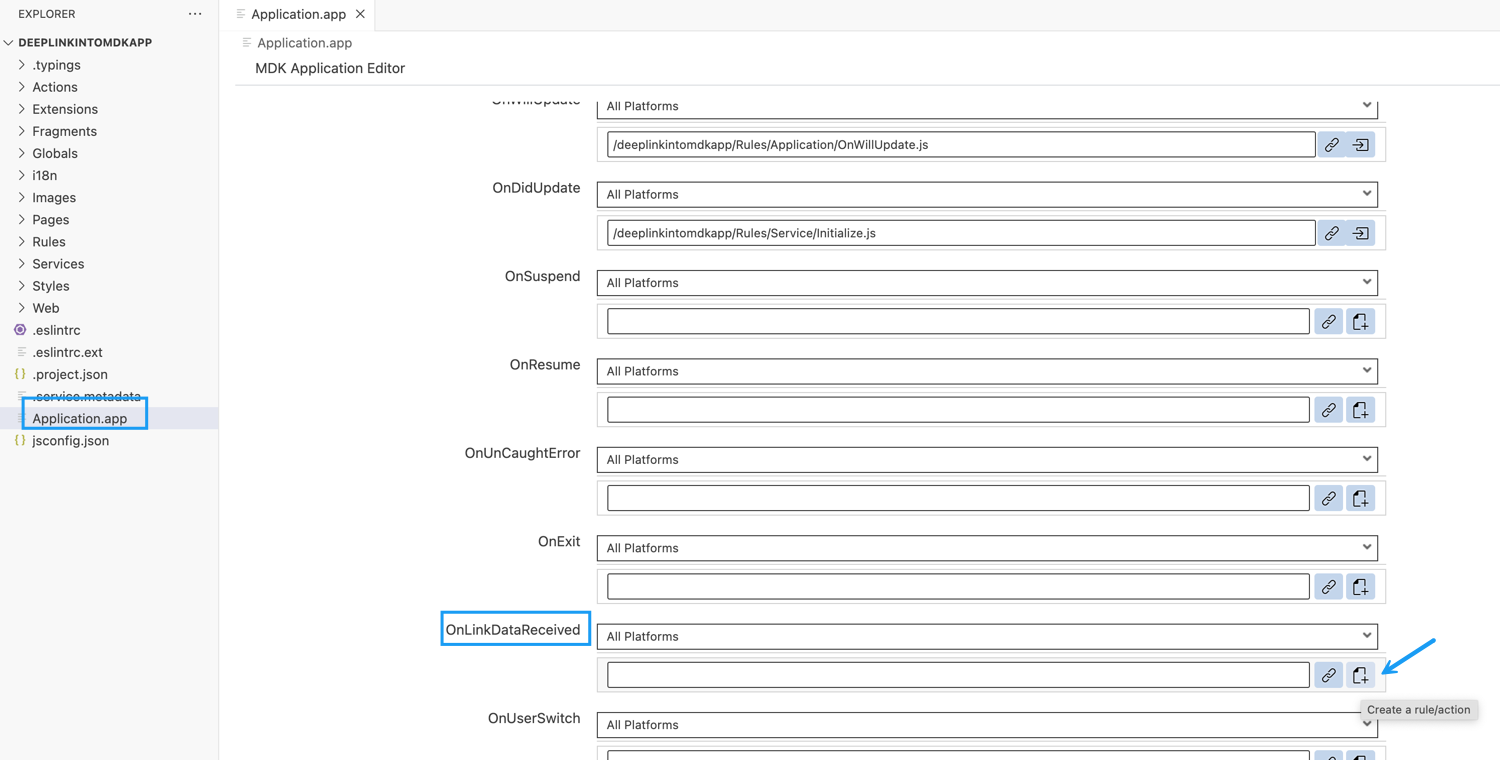 EXPLORER
···
Application.app
DEEPLINKINTOMDKAPP
.typings
Actions
Extensions
Fragments
Globals
i18n
Images
Pages
Rules
Services
Styles
Web
.eslintrc
.eslintrc.ext
{} .project.json
.service.metadata
Application.app
{} jsconfig.json
Application.app
MDK Application Editor
OnWillUpdate
All Platforms
/deeplinkintomdkapp/Rules/Application/OnWillUpdate.js
OnDidUpdate
All Platforms
/deeplinkintomdkapp/Rules/Service/Initialize.js
OnSuspend
All Platforms
OnResume
All Platforms
OnUnCaughtError
All Platforms
OnExit
All Platforms
OnLinkDataReceived
All Platforms
Create a rule/action
OnUserSwitch
All Platforms